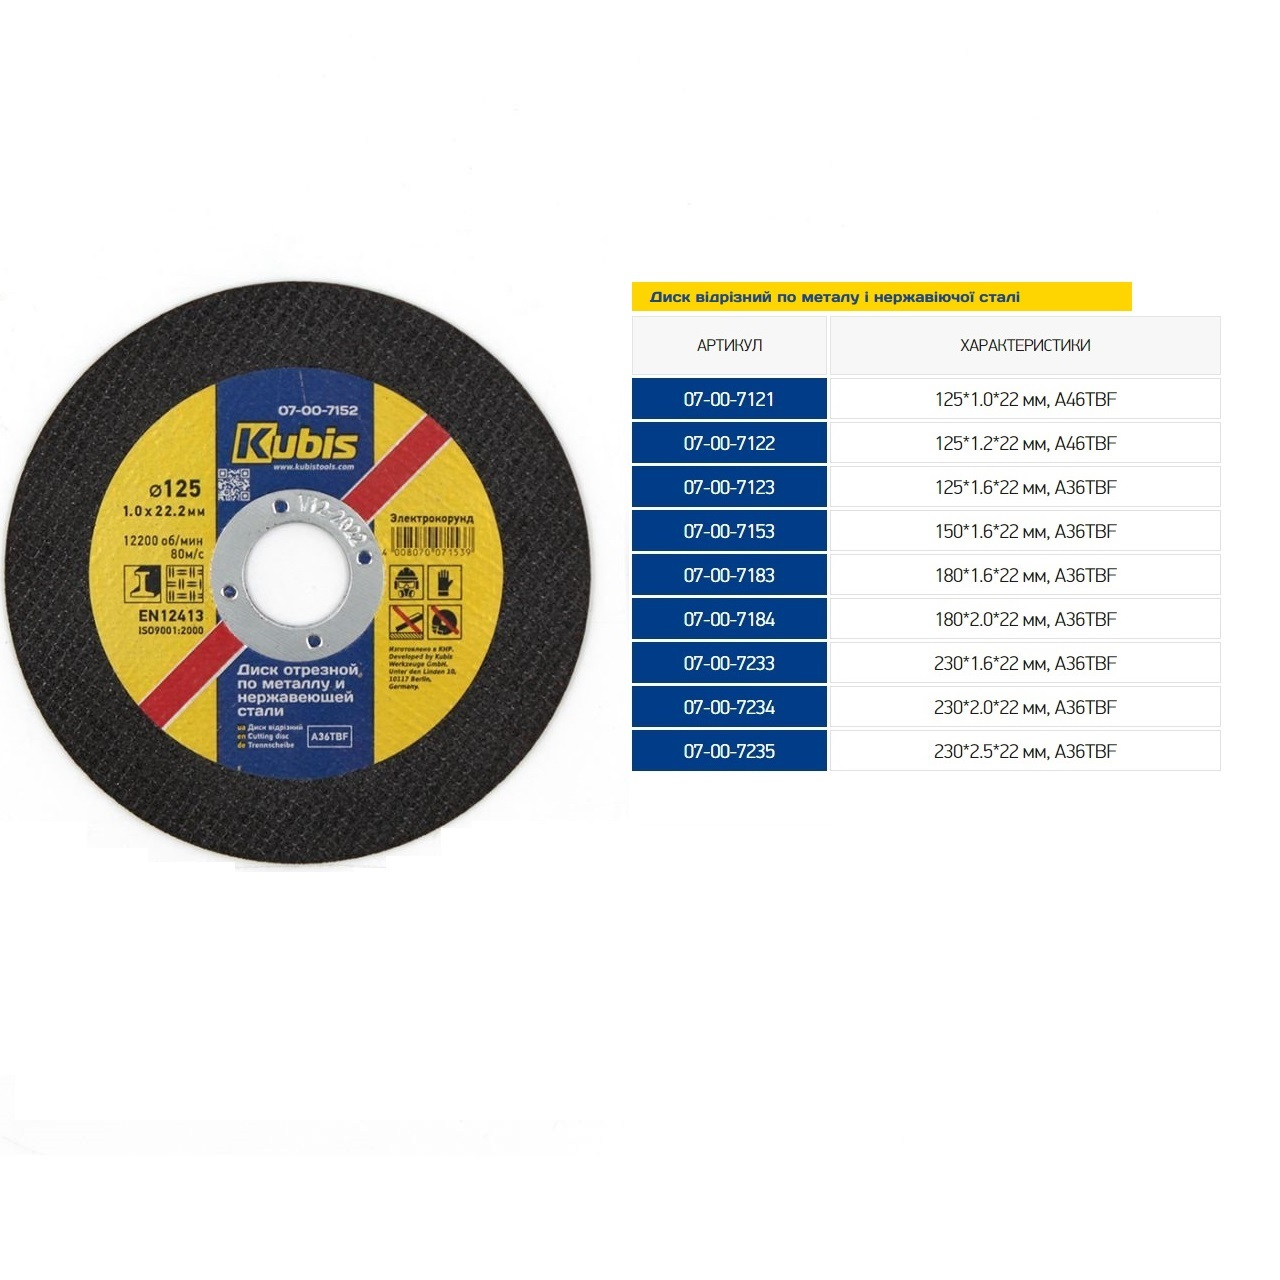 07-00-7152
Kubis
www.kubistools.com
⌀125
1.0 x 22.2мм
12200 об/мин
80м/с
EN12413
ISO9001:2000
V12-2022
Электрокорунд
4 008070 071539
Изготовлено в КНР.
Developed by Kubis
Werkzeuge GmbH.
Unter den Linden 10,
10117 Berlin,
Germany.
Диск отрезной
по металлу и
нержавеющей
стали
ua Диск відрізний
en Cutting disc
de Trennscheibe
A36TBF
Диск відрізний по металу і нержавіючої сталі
АРТИКУЛ ХАРАКТЕРИСТИКИ
07-00-7121 125*1.0*22 мм, A46TBF
07-00-7122 125*1.2*22 мм, A46TBF
07-00-7123 125*1.6*22 мм, A36TBF
07-00-7153 150*1.6*22 мм, A36TBF
07-00-7183 180*1.6*22 мм, A36TBF
07-00-7184 180*2.0*22 мм, A36TBF
07-00-7233 230*1.6*22 мм, A36TBF
07-00-7234 230*2.0*22 мм, A36TBF
07-00-7235 230*2.5*22 мм, A36TBF